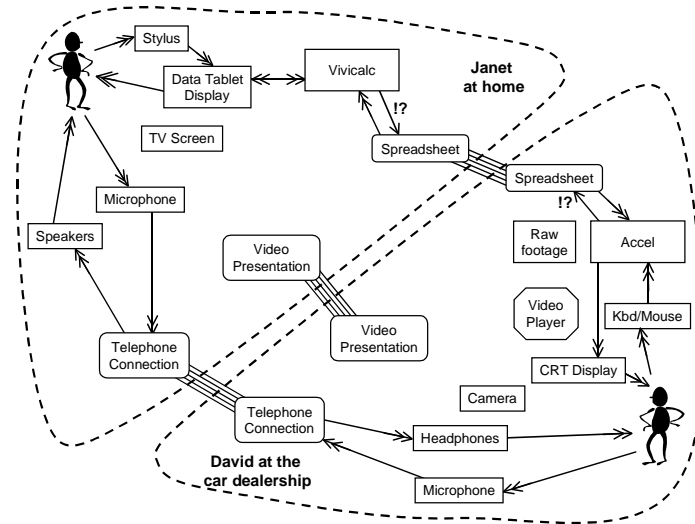 Stylus
Data Tablet
Display
Vivicalc
Janet
at home
!?
TV Screen
Spreadsheet
Spreadsheet
!?
Microphone
Speakers
Raw
footage
Accel
Video
Presentation
Video
Player
Kbd/Mouse
Video
Presentation
Telephone
Connection
CRT Display
Camera
Telephone
Connection
Headphones
David at the
car dealership
Microphone